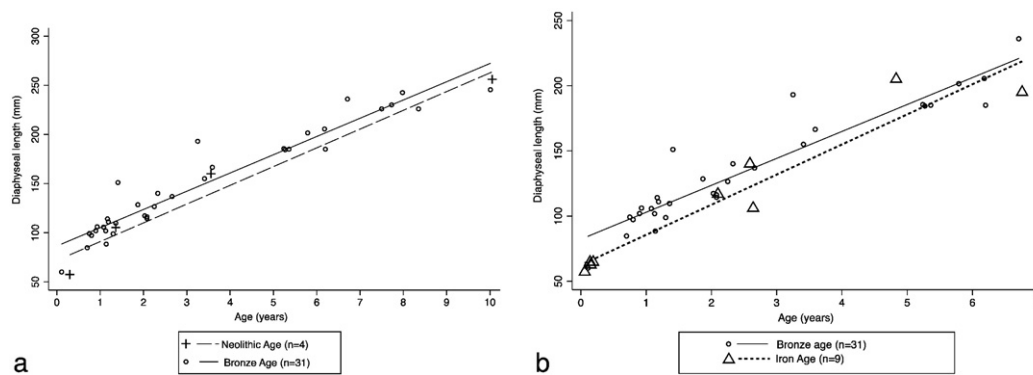 a
300
250
200
150
100
50
Diaphyseal length (mm)
0 1 2 3 4 5 6 7 8 9 10
Age (years)
Neolithic Age (n=4)
Bronze Age (n=31)
b
250
200
150
100
50
Diaphyseal length (mm)
0 1 2 3 4 5 6
Age (years)
Bronze age (n=31)
Iron Age (n=9)